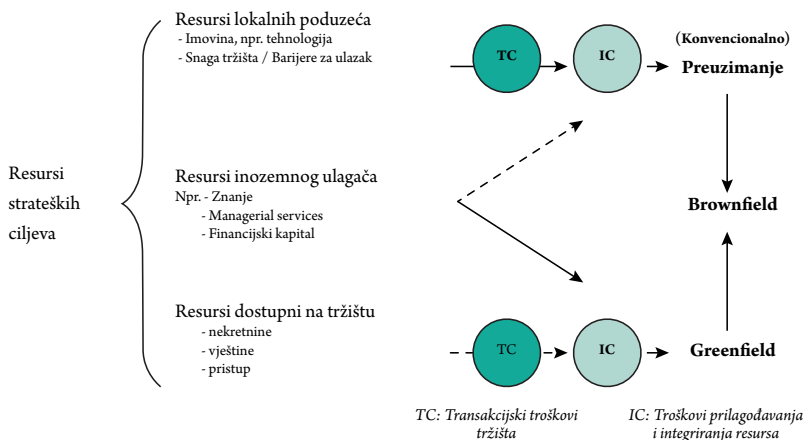 Resursi
strateških
ciljeva
Resursi lokalnih poduzeća
- Imovina, npr. tehnologija
- Snaga tržišta / Barijere za ulazak
Resursi inozemnog ulagača
Npr. - Znanje
- Managerial services
- Financijski kapital
Resursi dostupni na tržištu
- nekretnine
- vještine
- pristup
TC
IC
(Konvencionalno)
Preuzimanje
Brownfield
TC
IC
Greenfield
TC: Transakcijski troškovi
tržišta
IC: Troškovi prilagođavanja
i integriranja resursa